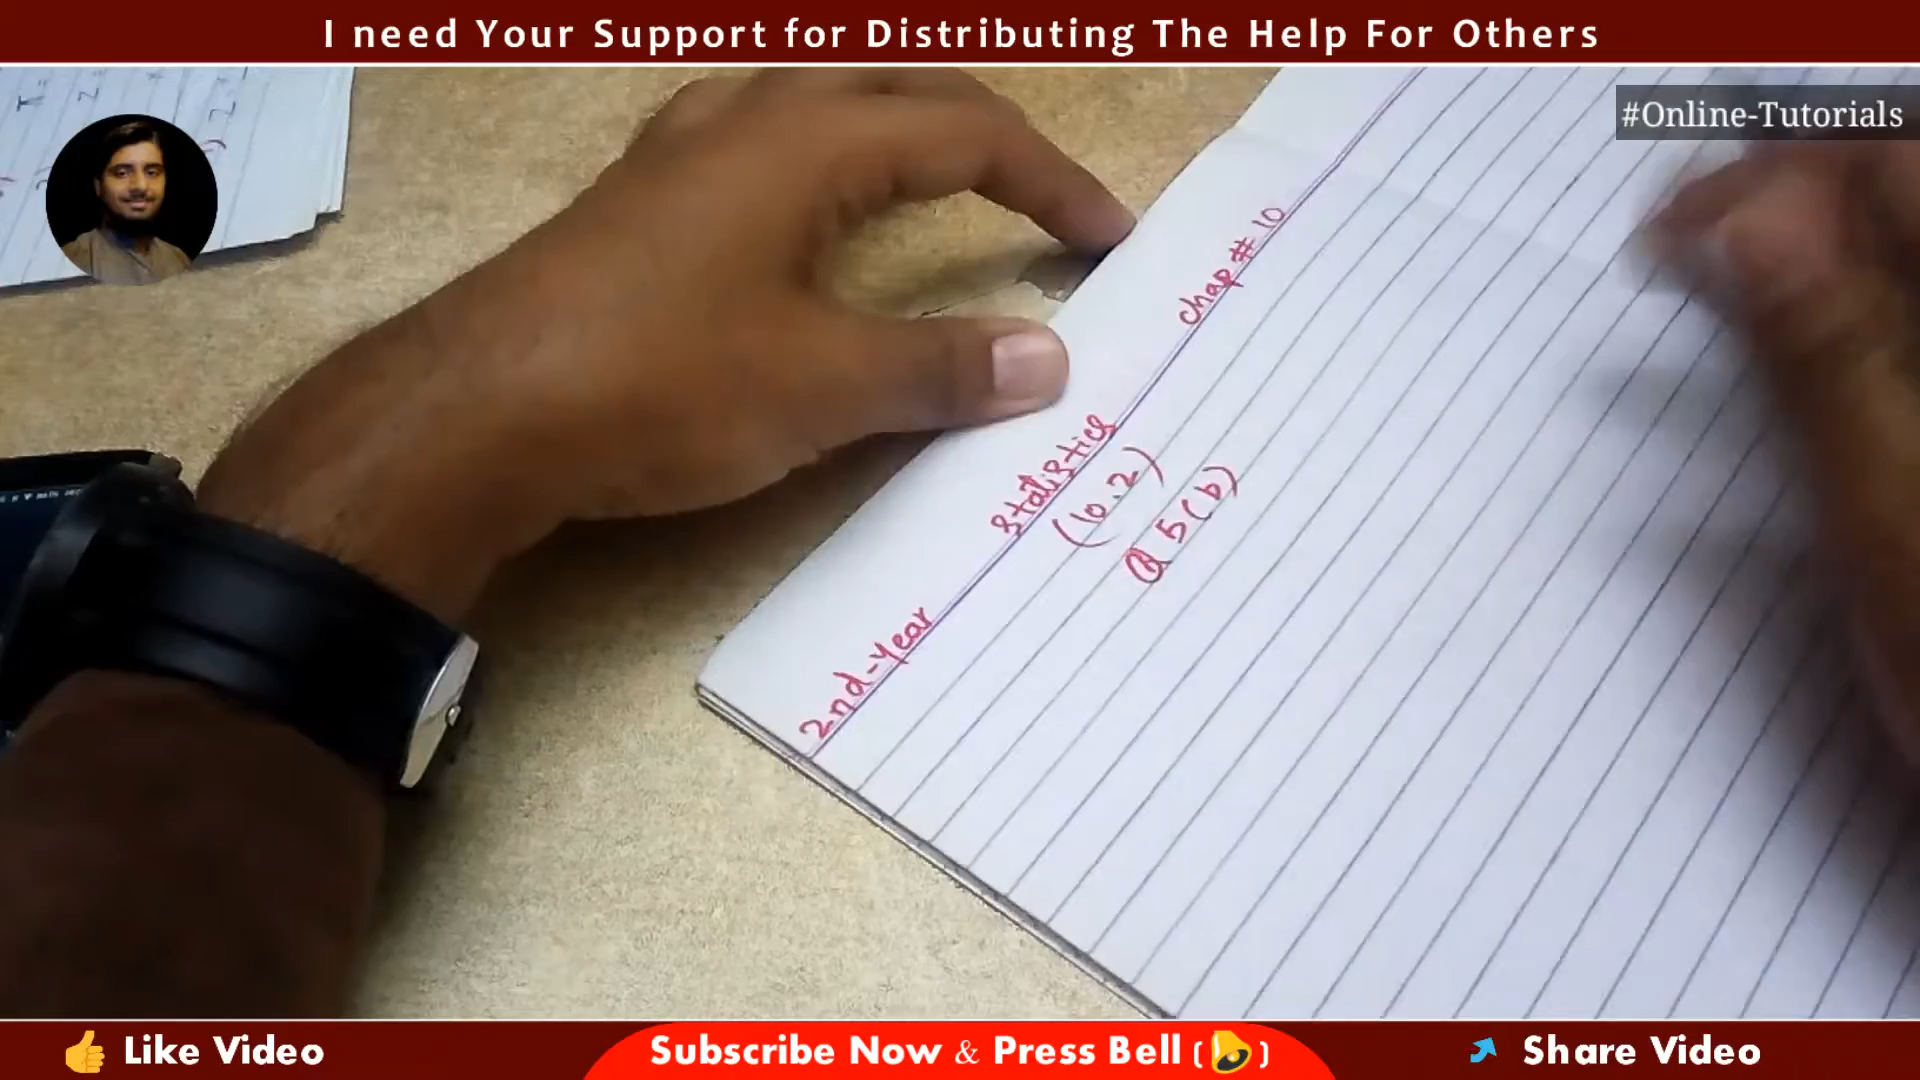 I need Your Support for Distributing The Help For Others
#Online-Tutorials
2nd-Year Statistics Chap # 10
(10.2)
Q 5(b)
Like Video
Subscribe Now & Press Bell ( )
Share Video